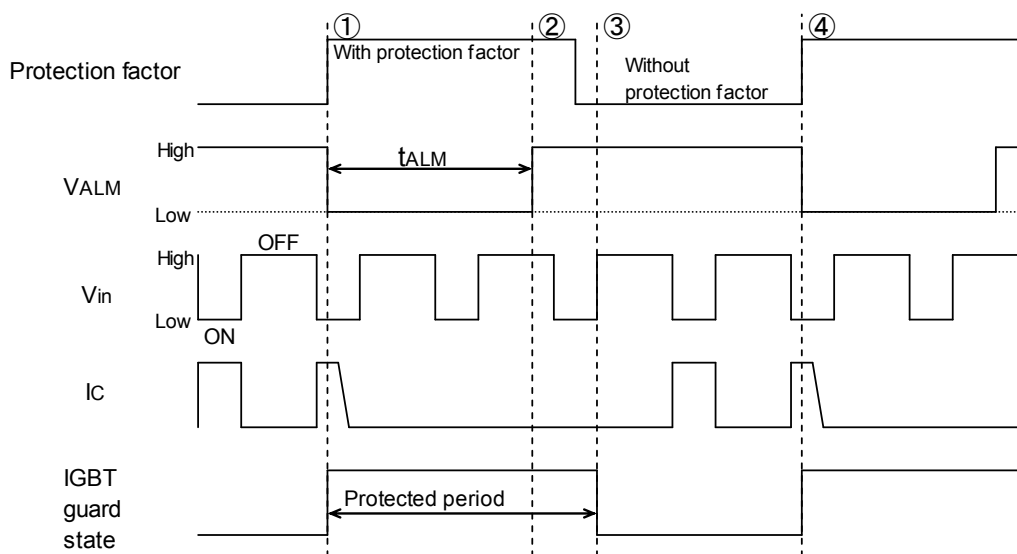 ① ② ③ ④
Protection factor
With protection factor
Without
protection factor
High
VALM
Low
tALM
High
OFF
Vin
Low
ON
IC
IGBT
guard
state
Protected period